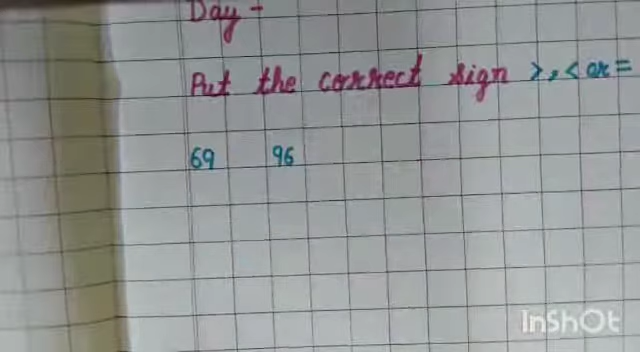 Day -
Put the correct sign >, < or =
69 96
InShOt